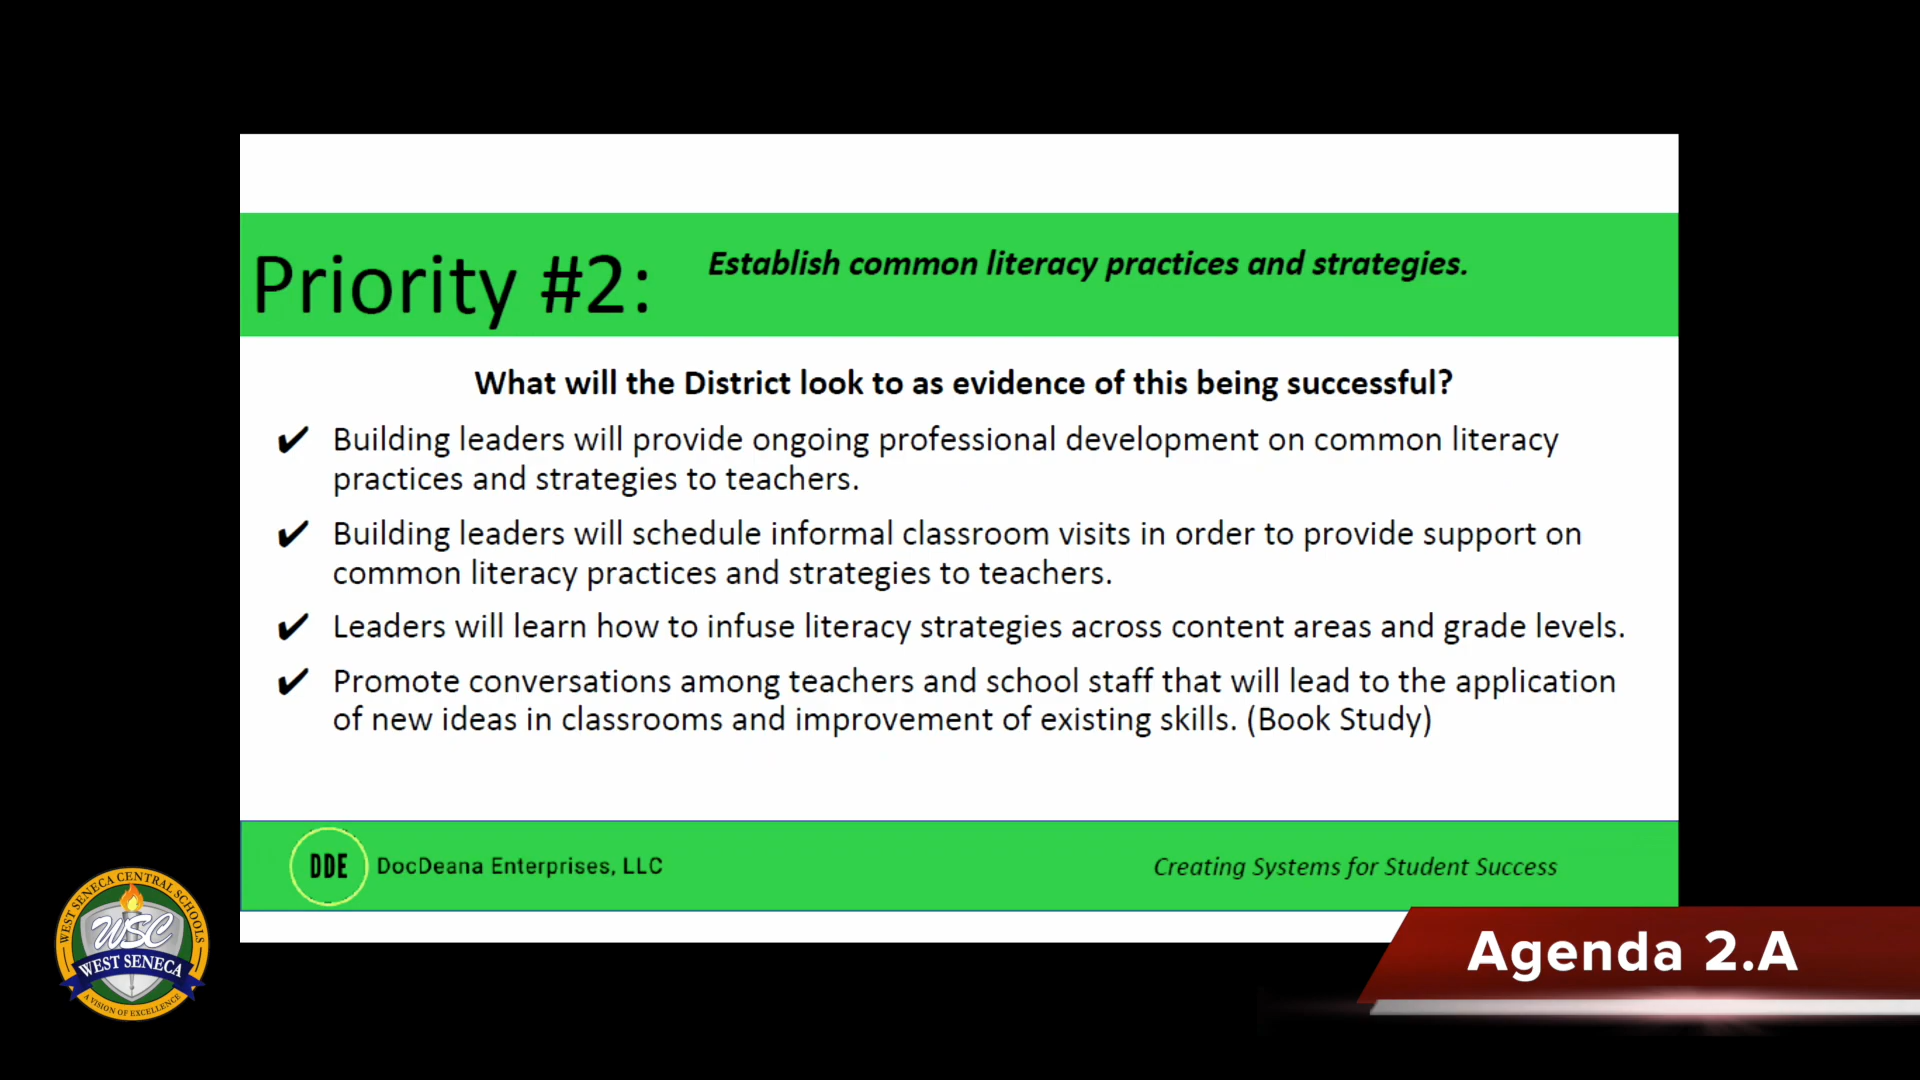 Priority #2:
Establish common literacy practices and strategies.
What will the District look to as evidence of this being successful?
✔ Building leaders will provide ongoing professional development on common literacy
practices and strategies to teachers.
✔ Building leaders will schedule informal classroom visits in order to provide support on
common literacy practices and strategies to teachers.
✔ Leaders will learn how to infuse literacy strategies across content areas and grade levels.
✔ Promote conversations among teachers and school staff that will lead to the application
of new ideas in classrooms and improvement of existing skills. (Book Study)
DDE
DocDeana Enterprises, LLC
Creating Systems for Student Success
WEST SENECA CENTRAL SCHOOLS
WSC
WEST SENECA
A VISION OF EXCELLENCE
Agenda 2.A